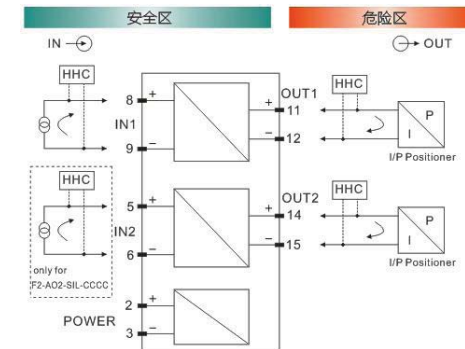 安全区
危险区
IN
OUT
HHC
8 +
IN1
9 −
OUT1
+ 11
− 12
HHC
P
I
I/P Positioner
HHC
5 +
IN2
6 −
only for
F2-AO2-SIL-CCCC
OUT2
+ 14
− 15
HHC
P
I
I/P Positioner
2 +
POWER
3 −